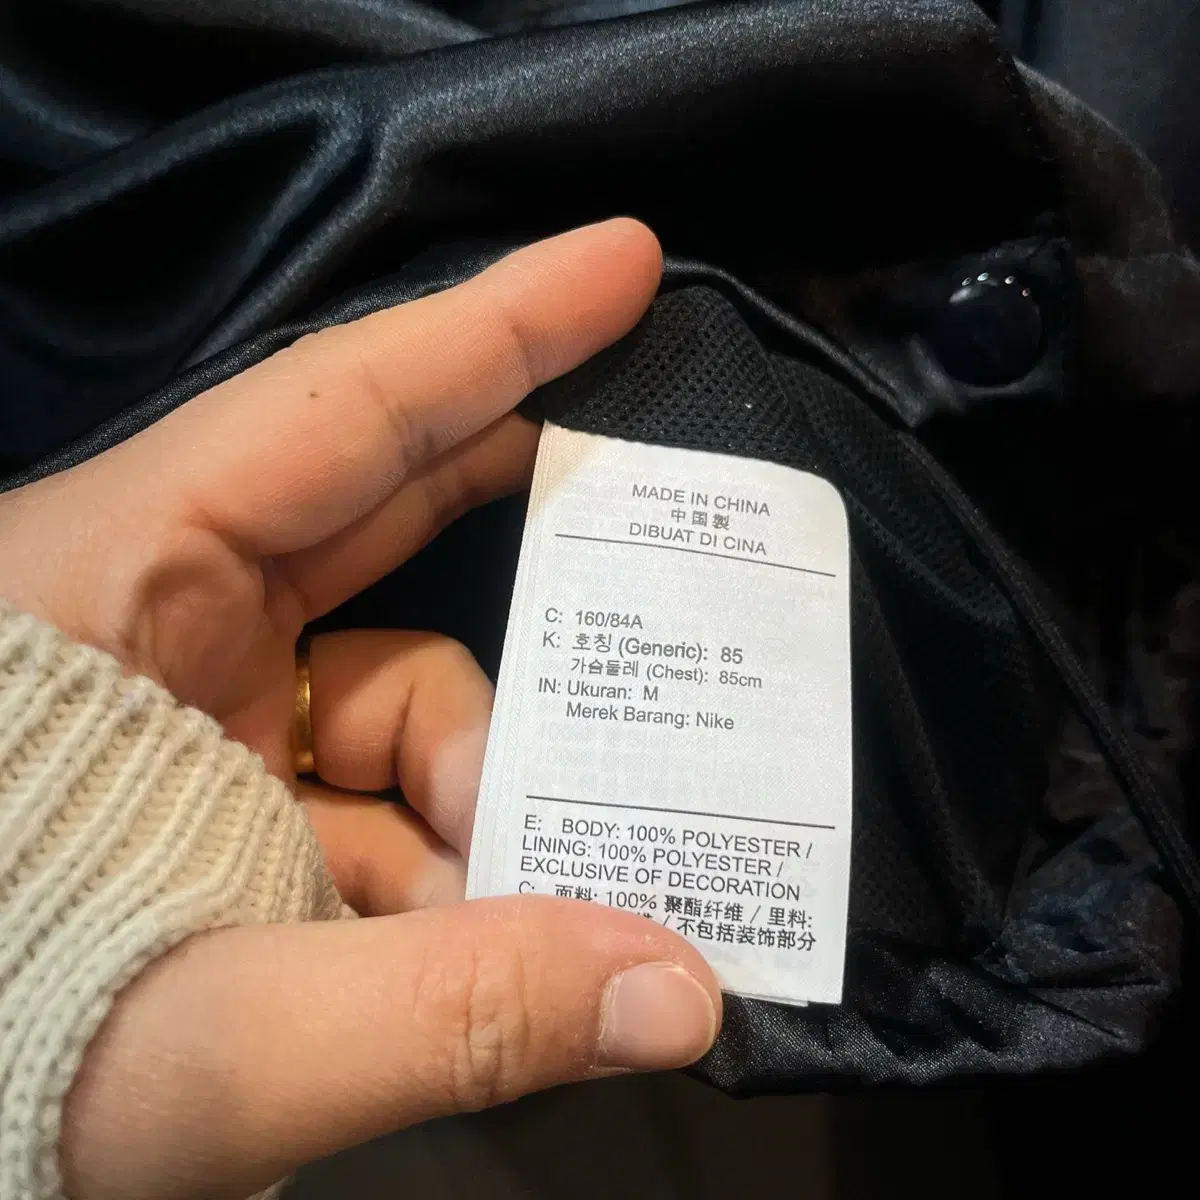 MADE IN CHINA
中国製
DIBUAT DI CINA
C: 160/84A
K: 호칭 (Generic): 85
가슴둘레 (Chest): 85cm
IN: Ukuran: M
Merek Barang: Nike
E: BODY: 100% POLYESTER /
LINING: 100% POLYESTER /
EXCLUSIVE OF DECORATION
C: 面料: 100% 聚酯纤维 / 里料:
维 / 不包括装饰部分